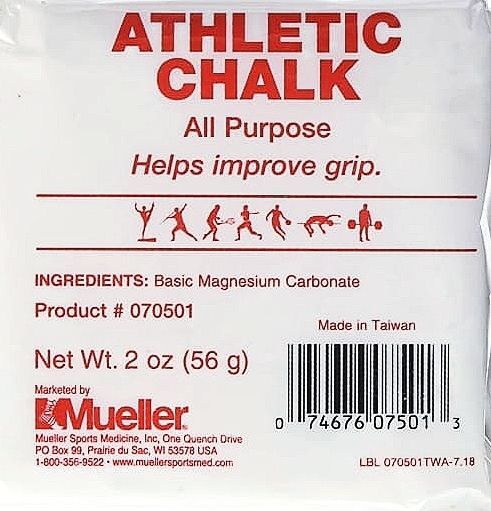 ATHLETIC
CHALK
All Purpose
Helps improve grip.
INGREDIENTS: Basic Magnesium Carbonate
Product # 070501
Made in Taiwan
Net Wt. 2 oz (56 g)
Marketed by
Mueller
Mueller Sports Medicine, Inc, One Quench Drive
PO Box 99, Prairie du Sac, WI 53578 USA
1-800-356-9522 • www.muellersportsmed.com
0 74676 07501 3
LBL 070501TWA-7.18